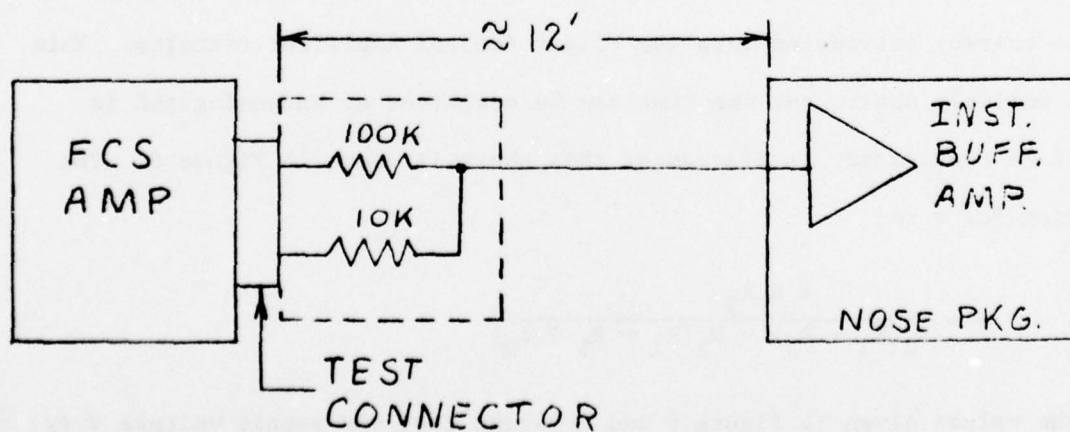 ≈ 12'
FCS
AMP
100K
10K
INST.
BUFF.
AMP.
NOSE PKG.
TEST
CONNECTOR